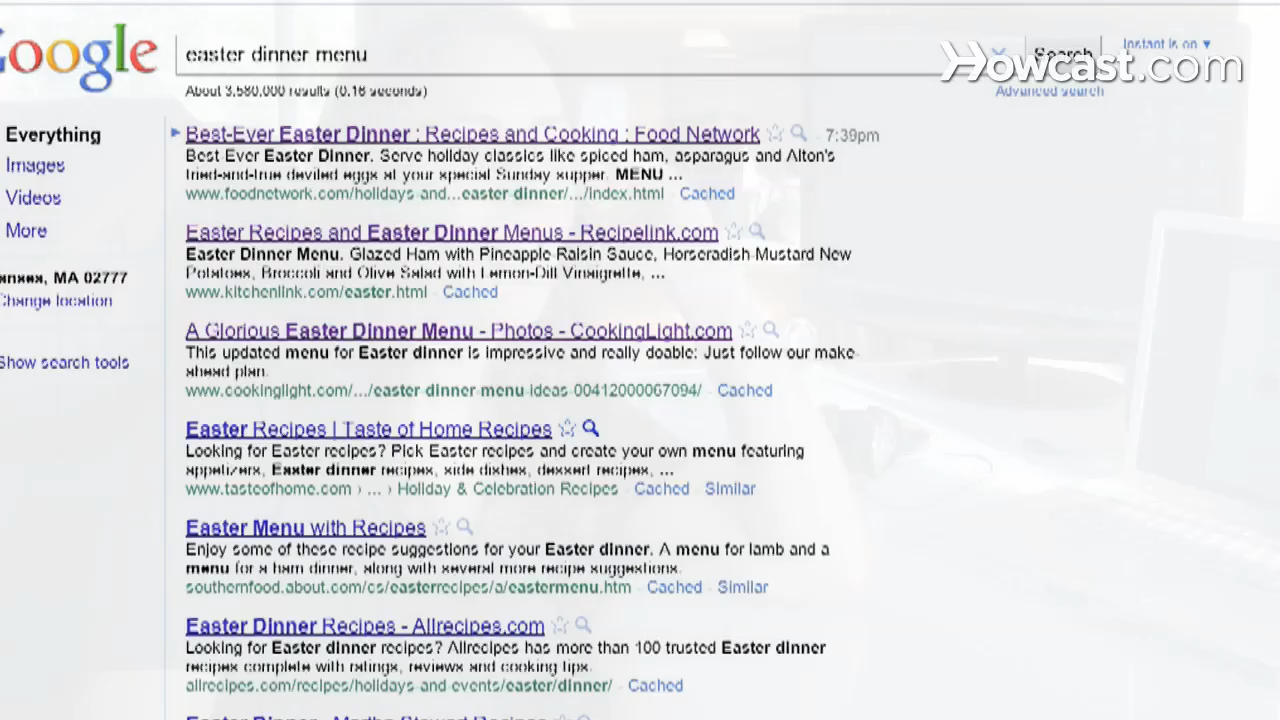 Google
easter dinner menu
Search
Instant is on ▼
Howcast.com
About 3,580,000 results (0.16 seconds)
Advanced search
Everything
Images
Videos
More
MA 02777
Change location
Show search tools
Best-Ever Easter Dinner : Recipes and Cooking : Food Network 7:39pm
Best Ever Easter Dinner. Serve holiday classics like spiced ham, asparagus and Alton's
tried-and-true deviled eggs at your special Sunday supper. MENU ...
www.foodnetwork.com/holidays-and...easter-dinner/.../index.html - Cached
Easter Recipes and Easter Dinner Menus - Recipelink.com
Easter Dinner Menu. Glazed Ham with Pineapple-Raisin Sauce, Horseradish-Mustard New
Potatoes, Broccoli and Olive Salad with Lemon-Dill Vinaigrette, ...
www.kitchenlink.com/easter.html - Cached
A Glorious Easter Dinner Menu - Photos - CookingLight.com
This updated menu for Easter dinner is impressive and really doable: Just follow our make-
ahead plan.
www.cookinglight.com/.../easter-dinner-menu-ideas-00412000067094/ - Cached
Easter Recipes | Taste of Home Recipes
Looking for Easter recipes? Pick Easter recipes and create your own menu featuring
appetizers, Easter dinner recipes, side dishes, dessert recipes, ...
www.tasteofhome.com › ... › Holiday & Celebration Recipes - Cached - Similar
Easter Menu with Recipes
Enjoy some of these recipe suggestions for your Easter dinner. A menu for lamb and a
menu for a ham dinner, along with several more recipe suggestions.
southernfood.about.com/cs/easterrecipes/a/eastermenu.htm - Cached - Similar
Easter Dinner Recipes - Allrecipes.com
Looking for Easter dinner recipes? Allrecipes has more than 100 trusted Easter dinner
recipes complete with ratings, reviews and cooking tips.
allrecipes.com/recipes/holidays-and-events/easter/dinner/ - Cached
Easter Dinner - Martha Stewart Recipes